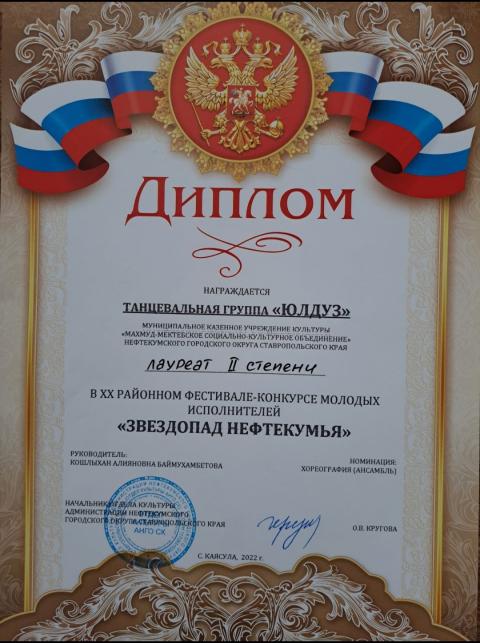 ДИПЛОМ
НАГРАЖДАЕТСЯ
ТАНЦЕВАЛЬНАЯ ГРУППА «ЮЛДУЗ»
МУНИЦИПАЛЬНОЕ КАЗЕННОЕ УЧРЕЖДЕНИЕ КУЛЬТУРЫ
«МАХМУД-МЕКТЕБСКОЕ СОЦИАЛЬНО-КУЛЬТУРНОЕ ОБЪЕДИНЕНИЕ»
НЕФТЕКУМСКОГО ГОРОДСКОГО ОКРУГА СТАВРОПОЛЬСКОГО КРАЯ
лауреат II степени
В XX РАЙОННОМ ФЕСТИВАЛЕ-КОНКУРСЕ МОЛОДЫХ
ИСПОЛНИТЕЛЕЙ
«ЗВЕЗДОПАД НЕФТЕКУМЬЯ»
РУКОВОДИТЕЛЬ:
КОШЛЫХАН АЛИЯНОВНА БАЙМУХАМБЕТОВА
НОМИНАЦИЯ:
ХОРЕОГРАФИЯ (АНСАМБЛЬ)
НАЧАЛЬНИК ОТДЕЛА КУЛЬТУРЫ
АДМИНИСТРАЦИИ НЕФТЕКУМСКОГО
ГОРОДСКОГО ОКРУГА СТАВРОПОЛЬСКОГО КРАЯ
АНГО СК
О.В. КРУГОВА
С. КАЯСУЛА, 2022 г.